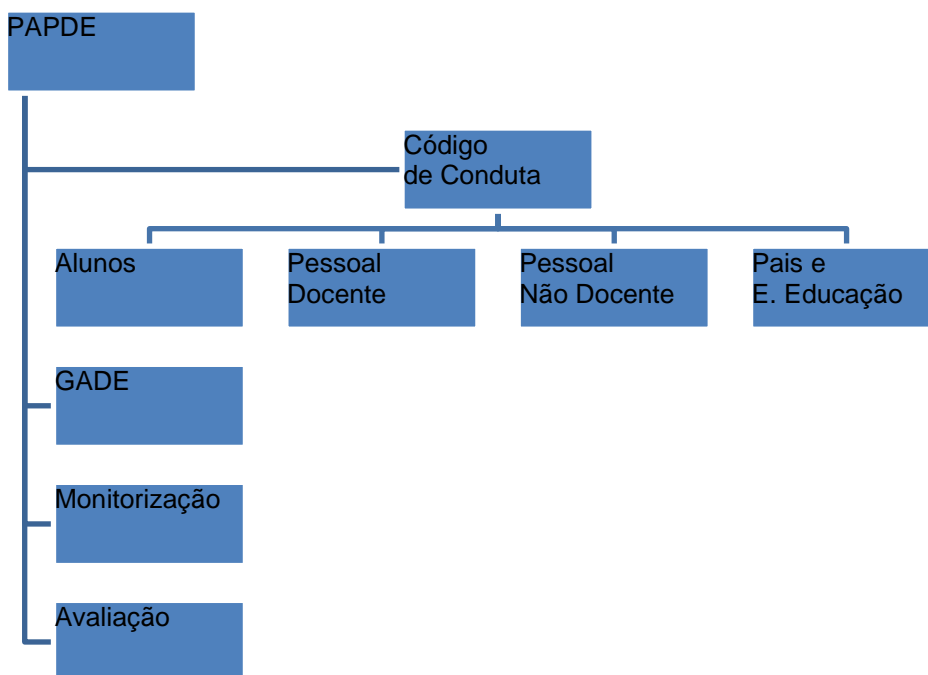 PAPDE
Código
de Conduta
Alunos
Pessoal
Docente
Pessoal
Não Docente
Pais e
E. Educação
GADE
Monitorização
Avaliação